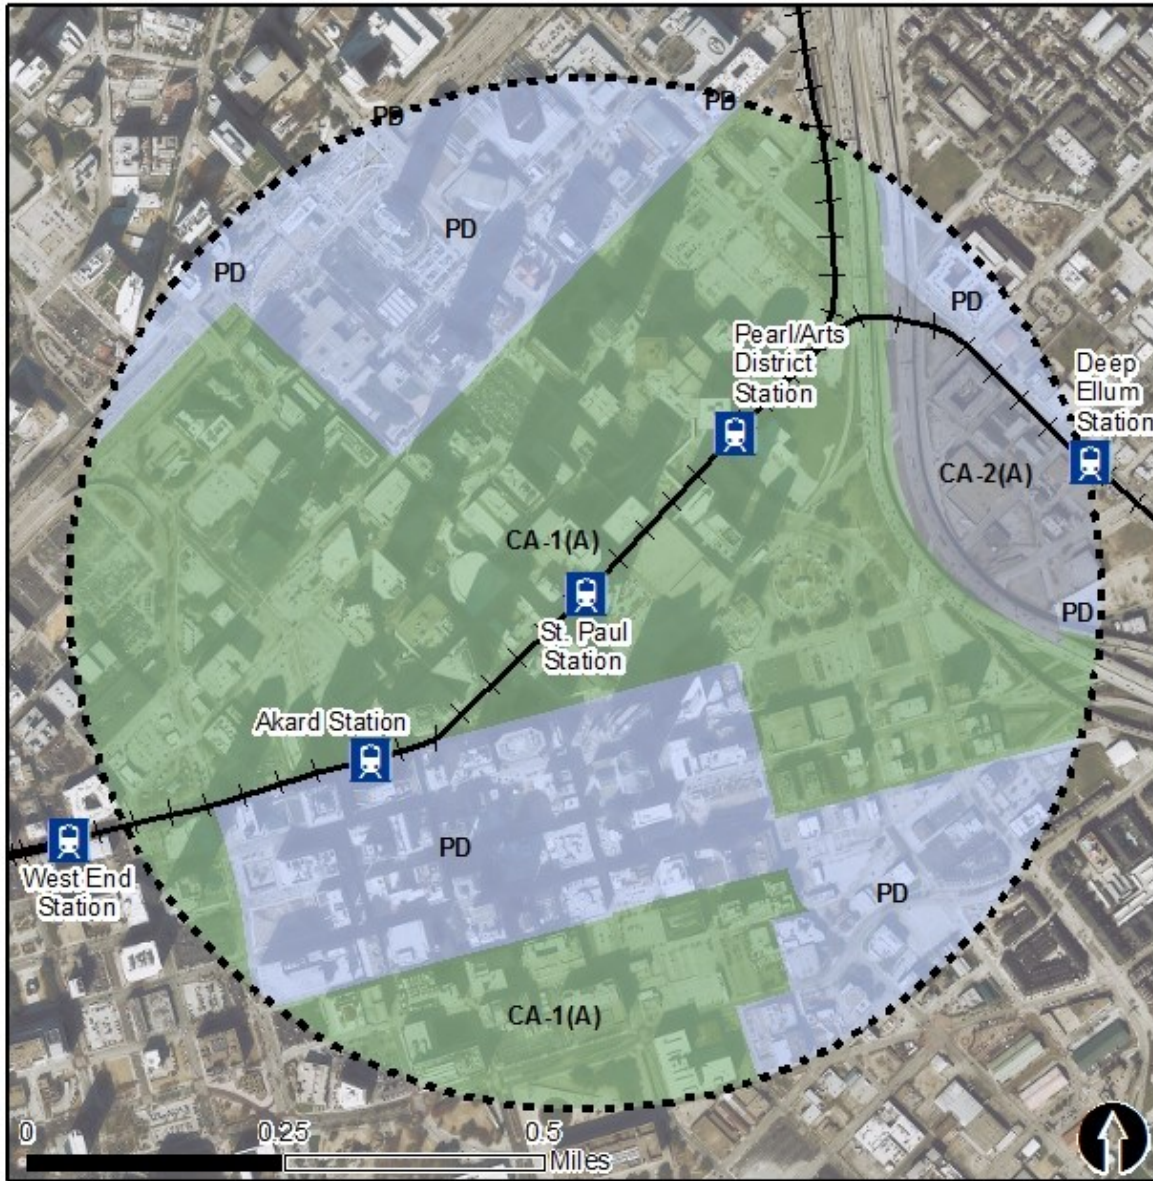 PD
PD
PD
PD
PD
Pearl/Arts
District
Station
Deep
Ellum
Station
CA-2(A)
CA-1(A)
PD
St. Paul
Station
Akard Station
PD
West End
Station
PD
CA-1(A)
0
0.25
0.5
Miles